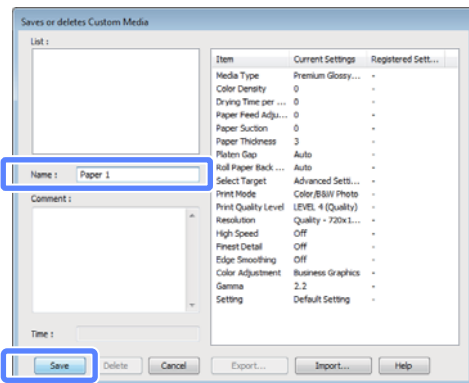 Saves or deletes Custom Media
List :
Name : Paper 1
Comment :
Time :
Item Current Settings Registered Sett...
Media Type Premium Glossy... -
Color Density 0 -
Drying Time per ... 0 -
Paper Feed Adju... 0 -
Paper Suction 0 -
Paper Thickness 3 -
Platen Gap Auto -
Roll Paper Back ... Auto -
Select Target Advanced Setti... -
Print Mode Color/B&W Photo -
Print Quality Level LEVEL 4 (Quality) -
Resolution Quality - 720x1... -
High Speed Off -
Finest Detail Off -
Edge Smoothing Off -
Color Adjustment Business Graphics -
Gamma 2.2 -
Setting Default Setting -
Save Delete Cancel Export... Import... Help